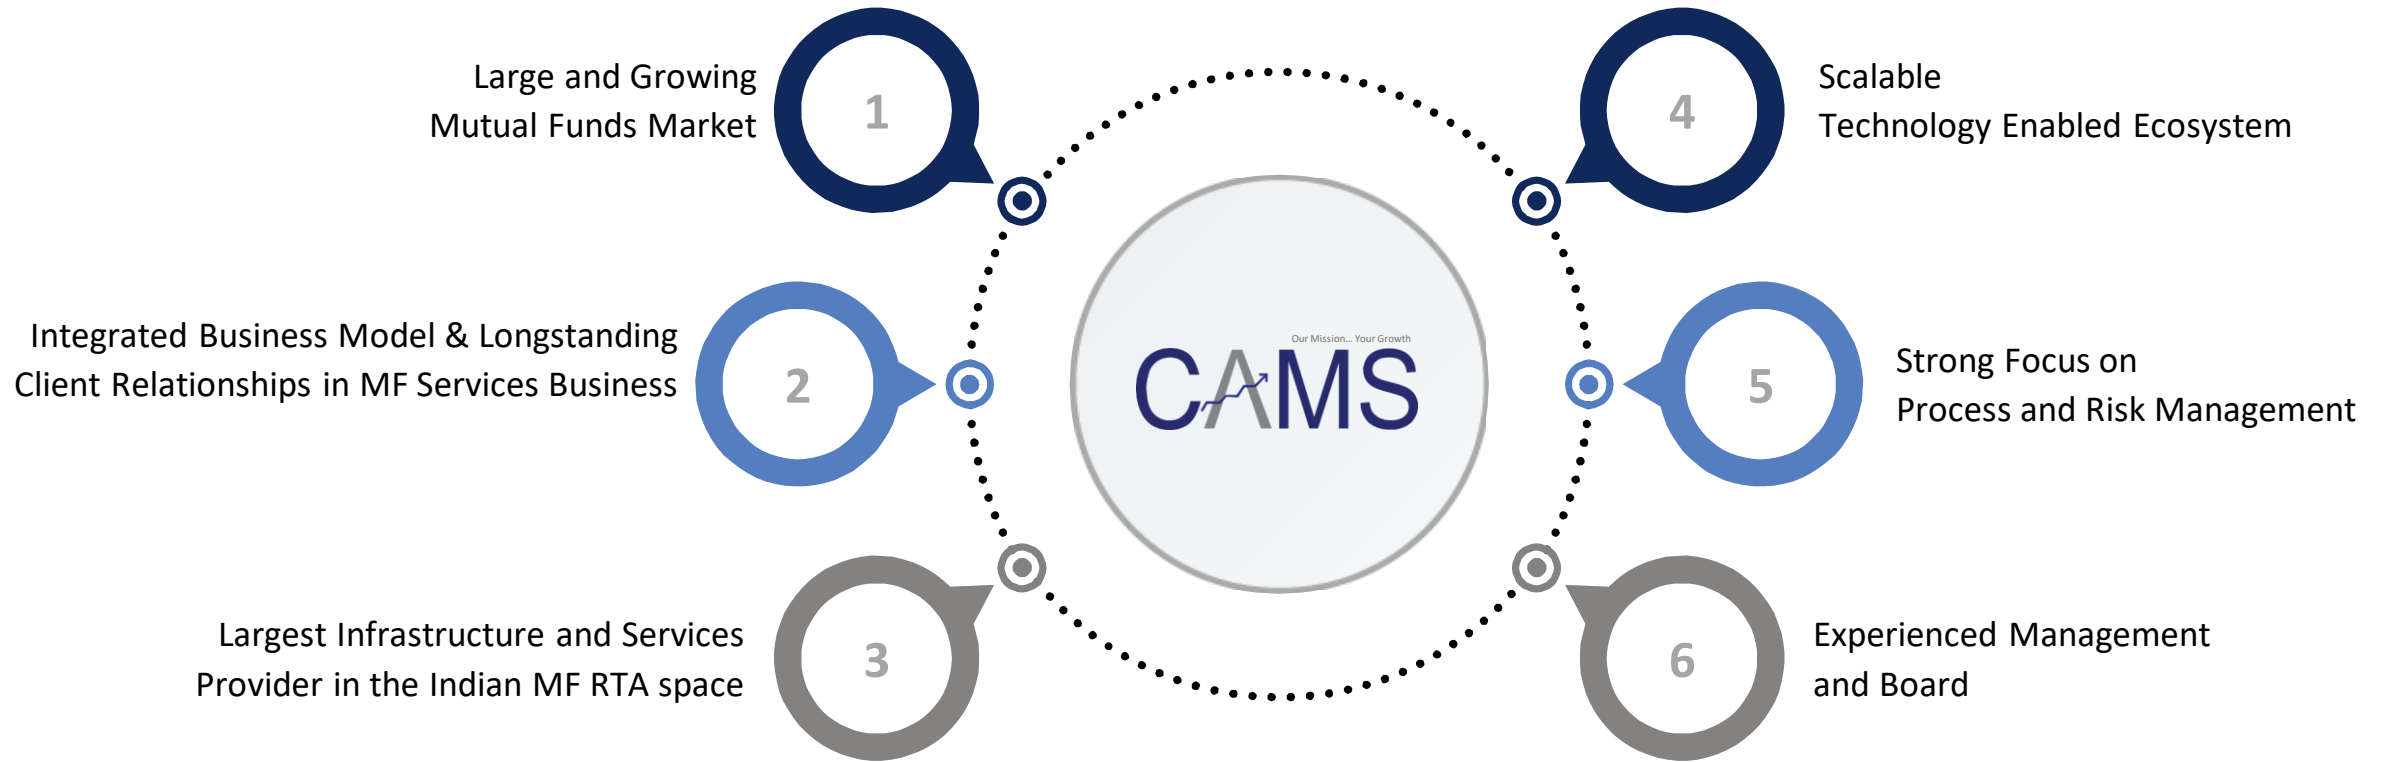 Large and Growing
Mutual Funds Market
1
Integrated Business Model & Longstanding
Client Relationships in MF Services Business
2
Largest Infrastructure and Services
Provider in the Indian MF RTA space
3
Our Mission... Your Growth
CAMS
4
Scalable
Technology Enabled Ecosystem
5
Strong Focus on
Process and Risk Management
6
Experienced Management
and Board